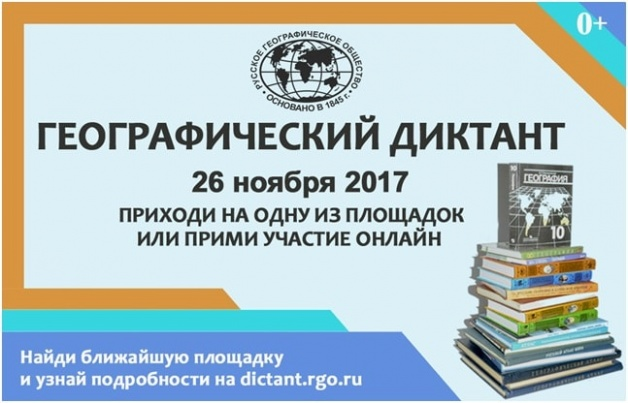 0+
РУССКОЕ ГЕОГРАФИЧЕСКОЕ ОБЩЕСТВО
• ОСНОВАНО В 1845 г. •
ГЕОГРАФИЧЕСКИЙ ДИКТАНТ
26 ноября 2017
ПРИХОДИ НА ОДНУ ИЗ ПЛОЩАДОК
ИЛИ ПРИМИ УЧАСТИЕ ОНЛАЙН
ГЕОГРАФИЯ
10
Найди ближайшую площадку
и узнай подробности на dictant.rgo.ru